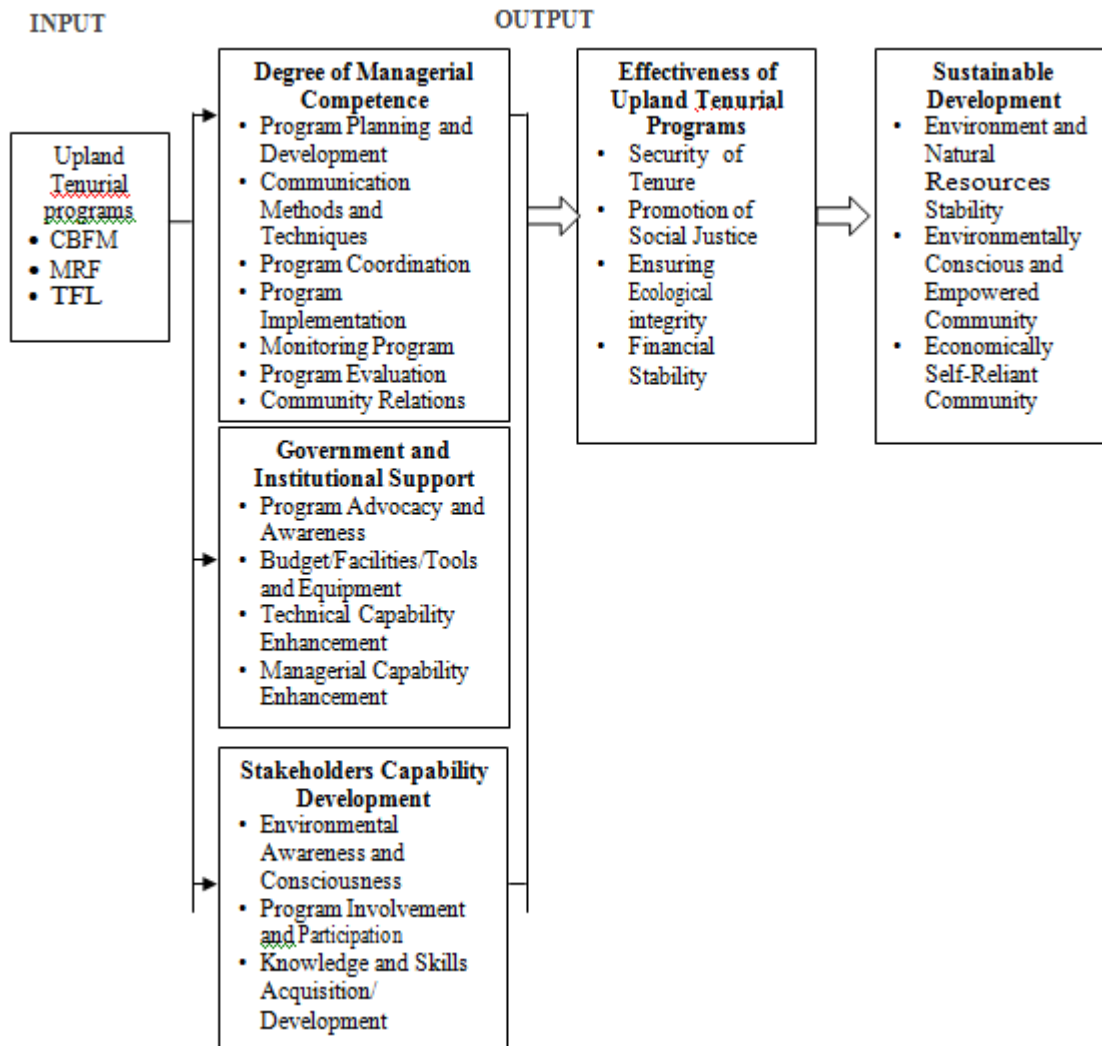 INPUT
OUTPUT
Upland
Tenurial
programs
• CBFM
• MRF
• TFL
Degree of Managerial
Competence
• Program Planning and
Development
• Communication
Methods and
Techniques
• Program Coordination
• Program
Implementation
• Monitoring Program
• Program Evaluation
• Community Relations
Government and
Institutional Support
• Program Advocacy and
Awareness
• Budget/Facilities/Tools
and Equipment
• Technical Capability
Enhancement
• Managerial Capability
Enhancement
Stakeholders Capability
Development
• Environmental
Awareness and
Consciousness
• Program Involvement
and Participation
• Knowledge and Skills
Acquisition/
Development
Effectiveness of
Upland Tenurial
Programs
• Security of
Tenure
• Promotion of
Social Justice
• Ensuring
Ecological
integrity
• Financial
Stability
Sustainable
Development
• Environment and
Natural
Resources
Stability
• Environmentally
Conscious and
Empowered
Community
• Economically
Self-Reliant
Community